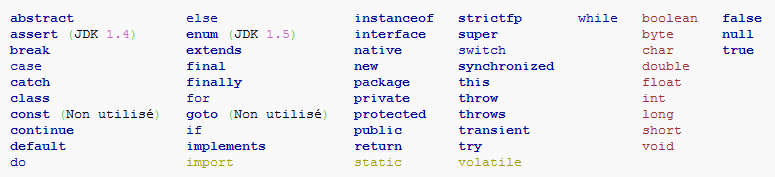 abstract else instanceof strictfp while boolean false
assert (JDK 1.4) enum (JDK 1.5) interface super byte null
break extends native switch char true
case final new synchronized double
catch finally package this float
class for private throw int
const (Non utilisé) goto (Non utilisé) protected throws long
continue if public transient short
default implements return try void
do import static volatile